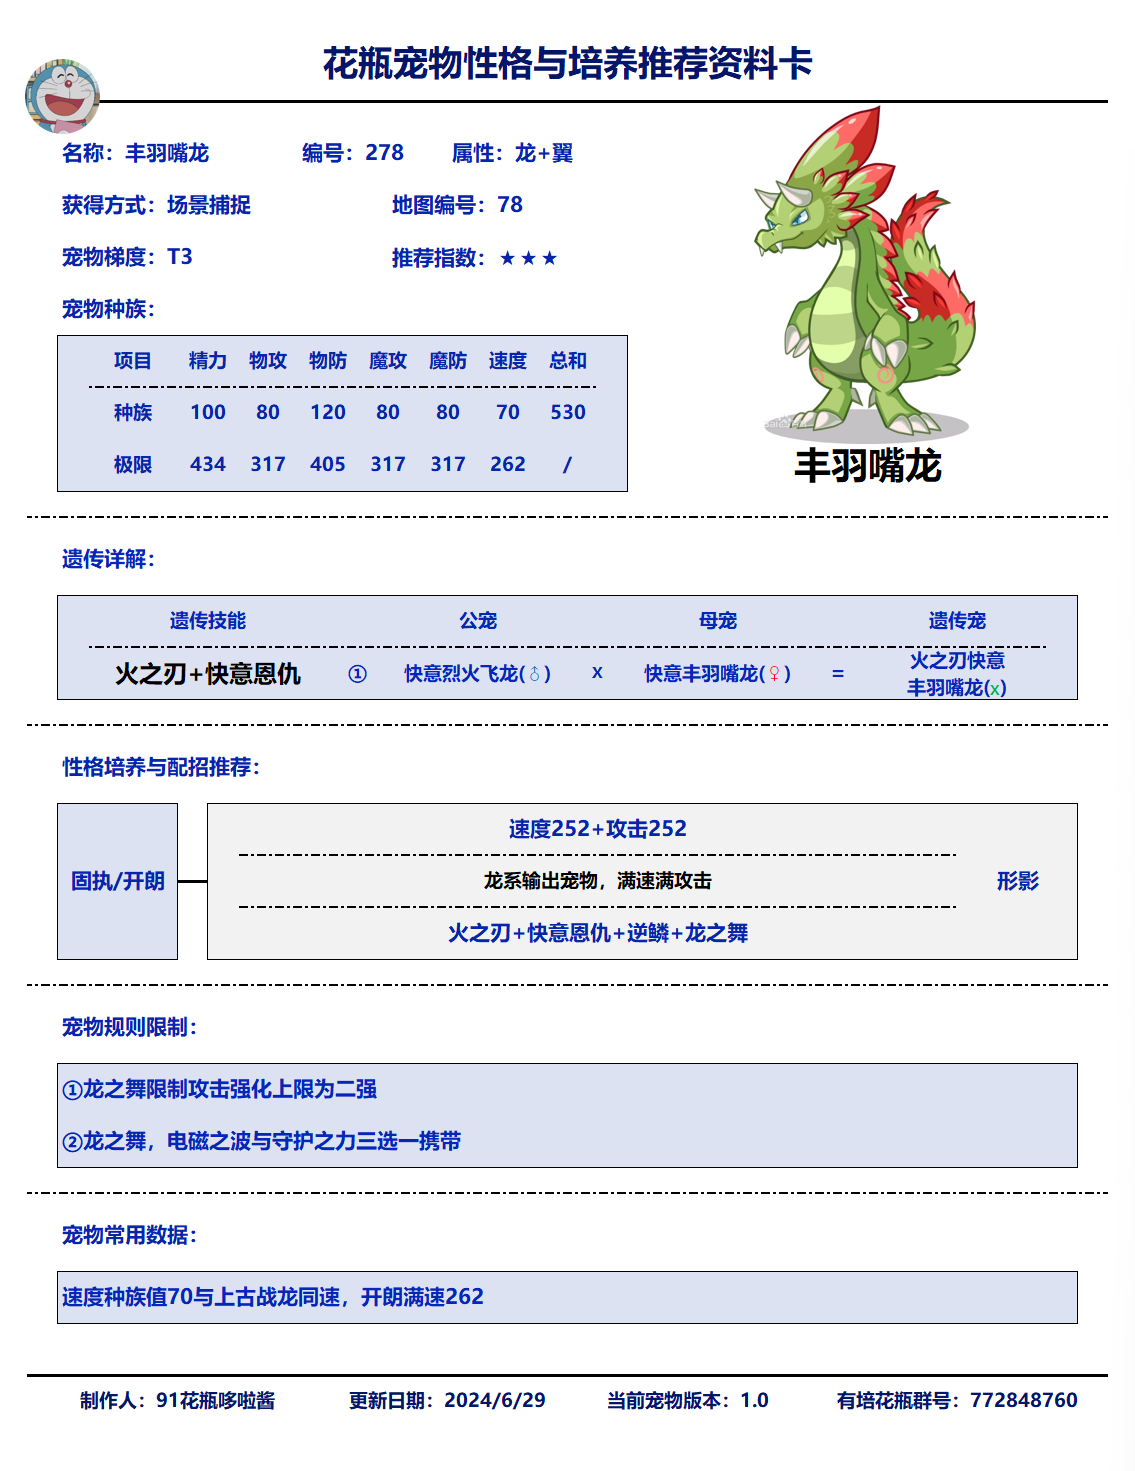 花瓶宠物性格与培养推荐资料卡
名称：丰羽嘴龙 编号：278 属性：龙+翼
获得方式：场景捕捉 地图编号：78
宠物梯度：T3 推荐指数：★★★
宠物种族：
项目 精力 物攻 物防 魔攻 魔防 速度 总和
种族 100 80 120 80 80 70 530
极限 434 317 405 317 317 262 /
丰羽嘴龙
遗传详解：
遗传技能 公宠 母宠 遗传宠
火之刃+快意恩仇 ① 快意烈火飞龙(♂) x 快意丰羽嘴龙(♀) = 火之刃快意
丰羽嘴龙(x)
性格培养与配招推荐：
固执/开朗
速度252+攻击252
龙系输出宠物，满速满攻击
火之刃+快意恩仇+逆鳞+龙之舞
形影
宠物规则限制：
①龙之舞限制攻击强化上限为二强
②龙之舞，电磁之波与守护之力三选一携带
宠物常用数据：
速度种族值70与上古战龙同速，开朗满速262
制作人：91花瓶哆啦酱 更新日期：2024/6/29 当前宠物版本：1.0 有培花瓶群号：772848760